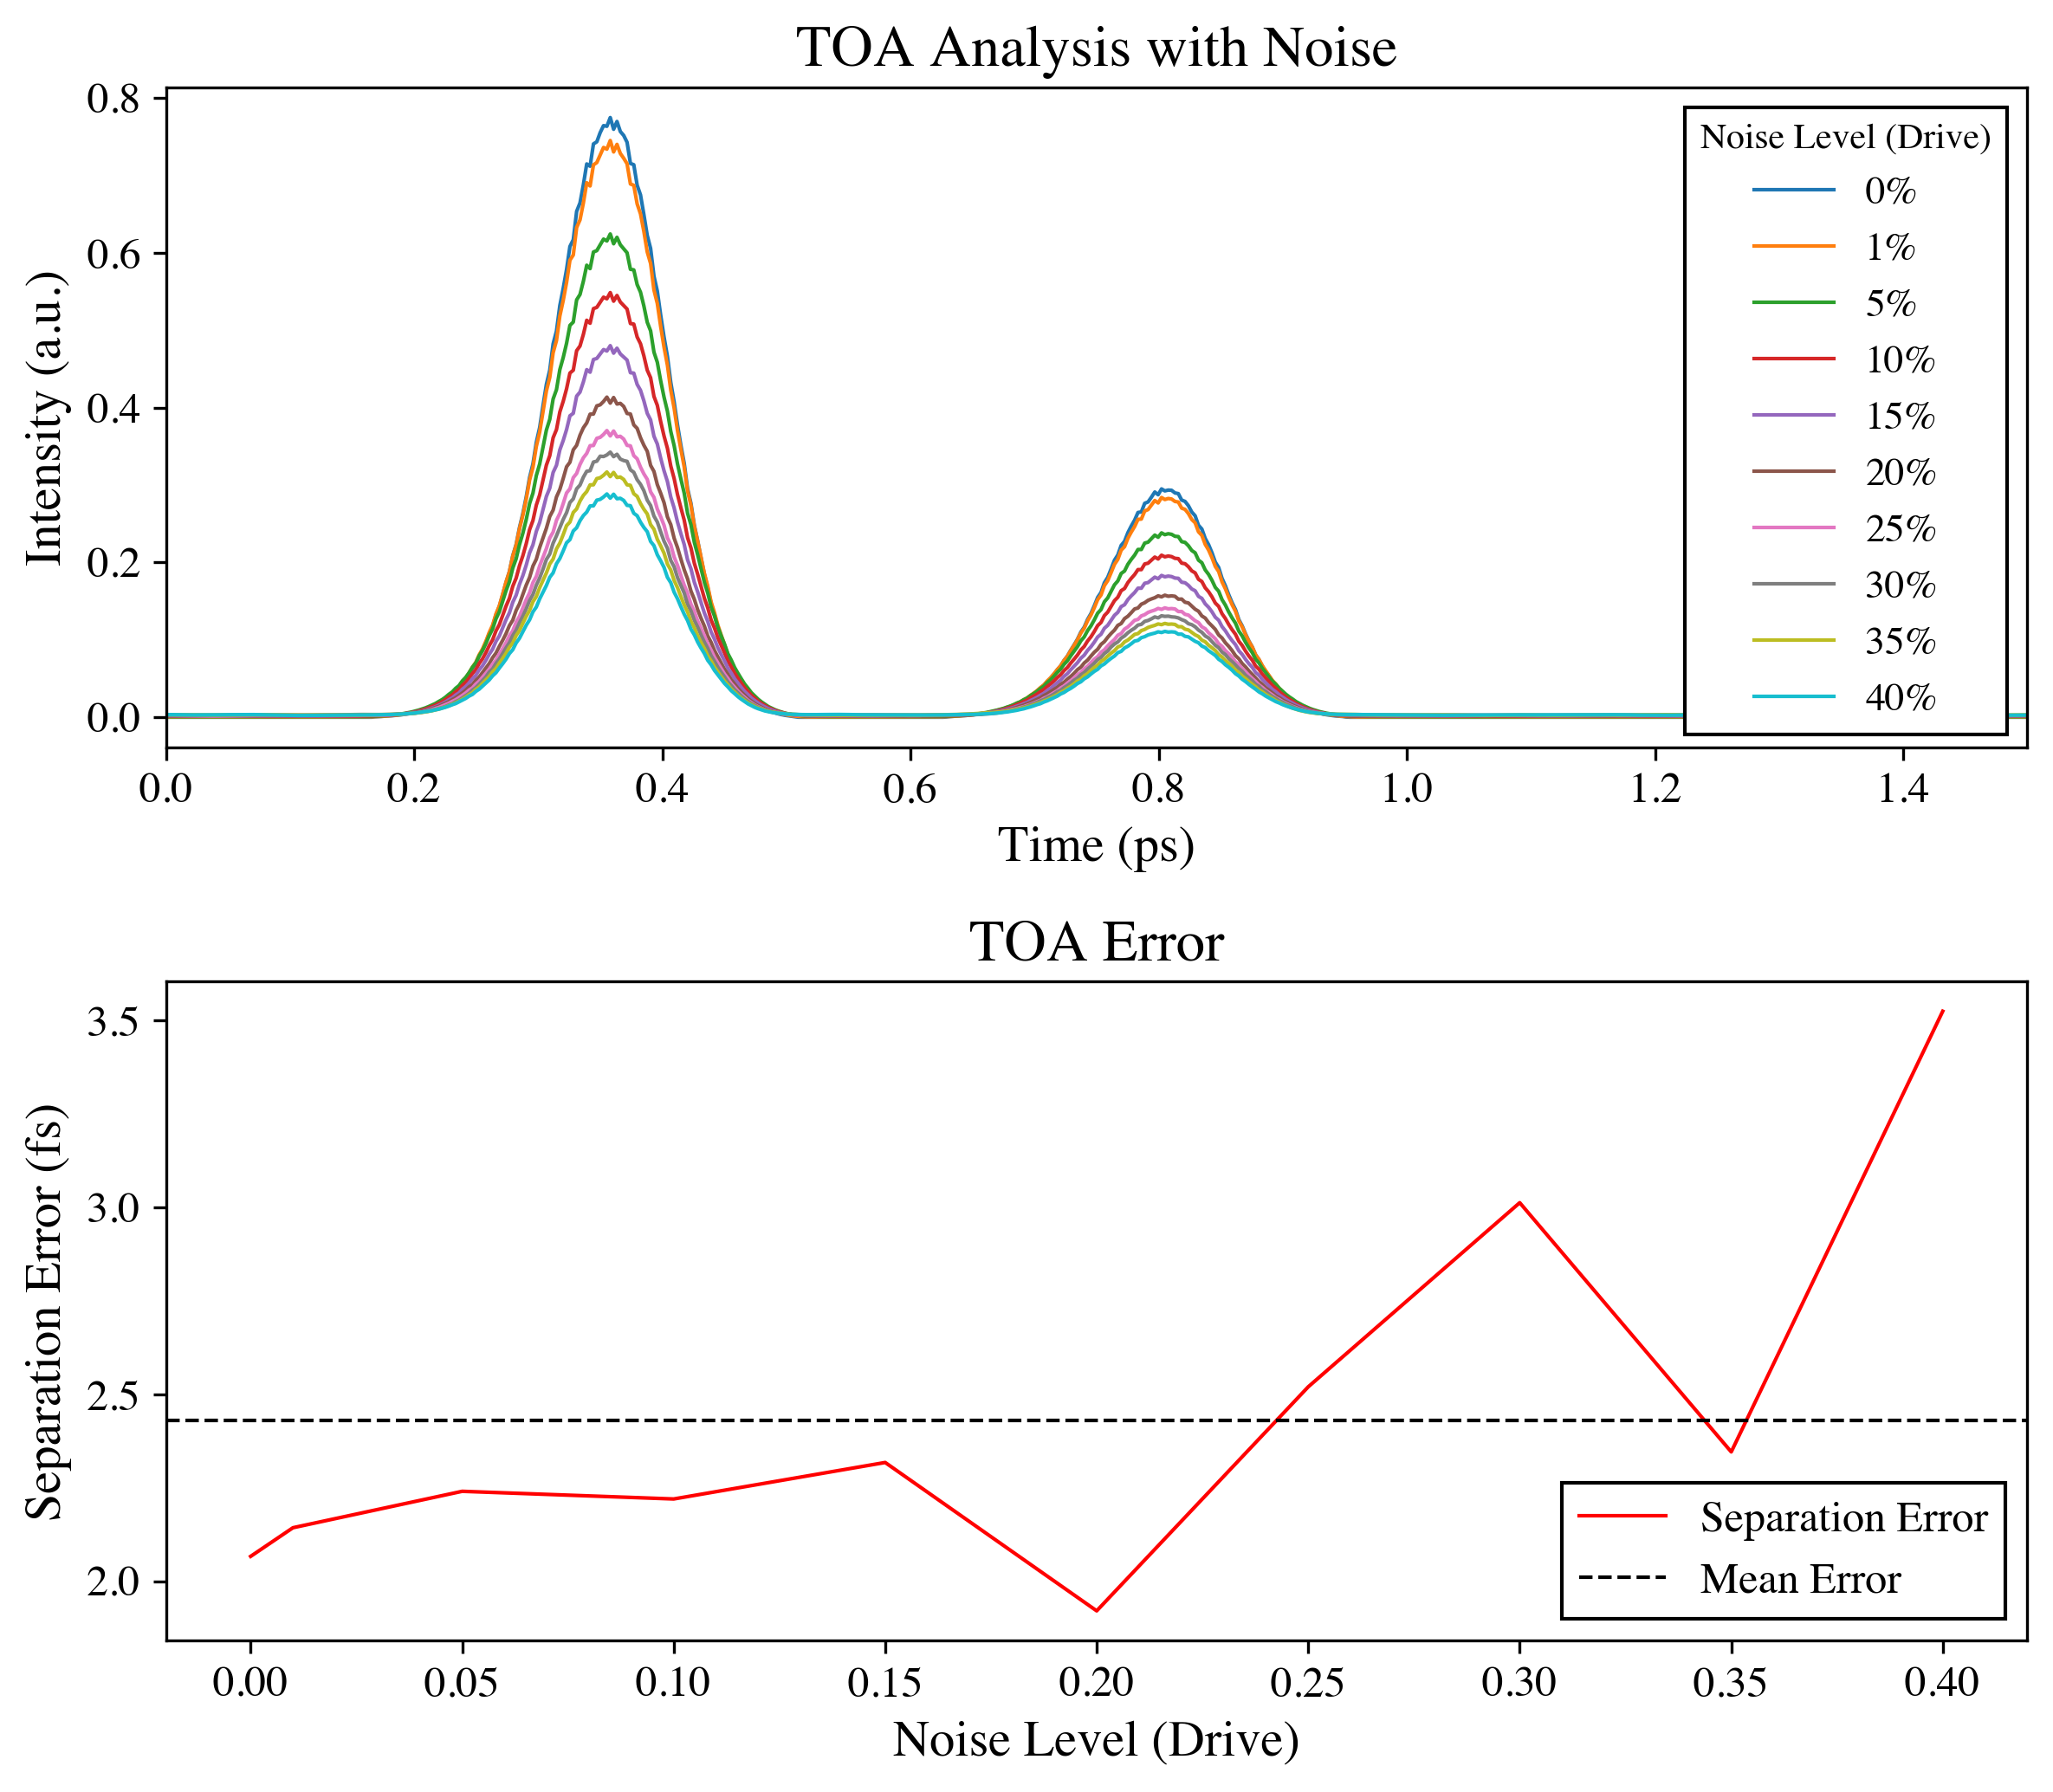 TOA Analysis with Noise
Intensity (a.u.)
0.8
0.6
0.4
0.2
0.0
Noise Level (Drive)
0%
1%
5%
10%
15%
20%
25%
30%
35%
40%
0.0 0.2 0.4 0.6 0.8 1.0 1.2 1.4
Time (ps)
TOA Error
Separation Error (fs)
3.5
3.0
2.5
2.0
Separation Error
Mean Error
0.00 0.05 0.10 0.15 0.20 0.25 0.30 0.35 0.40
Noise Level (Drive)